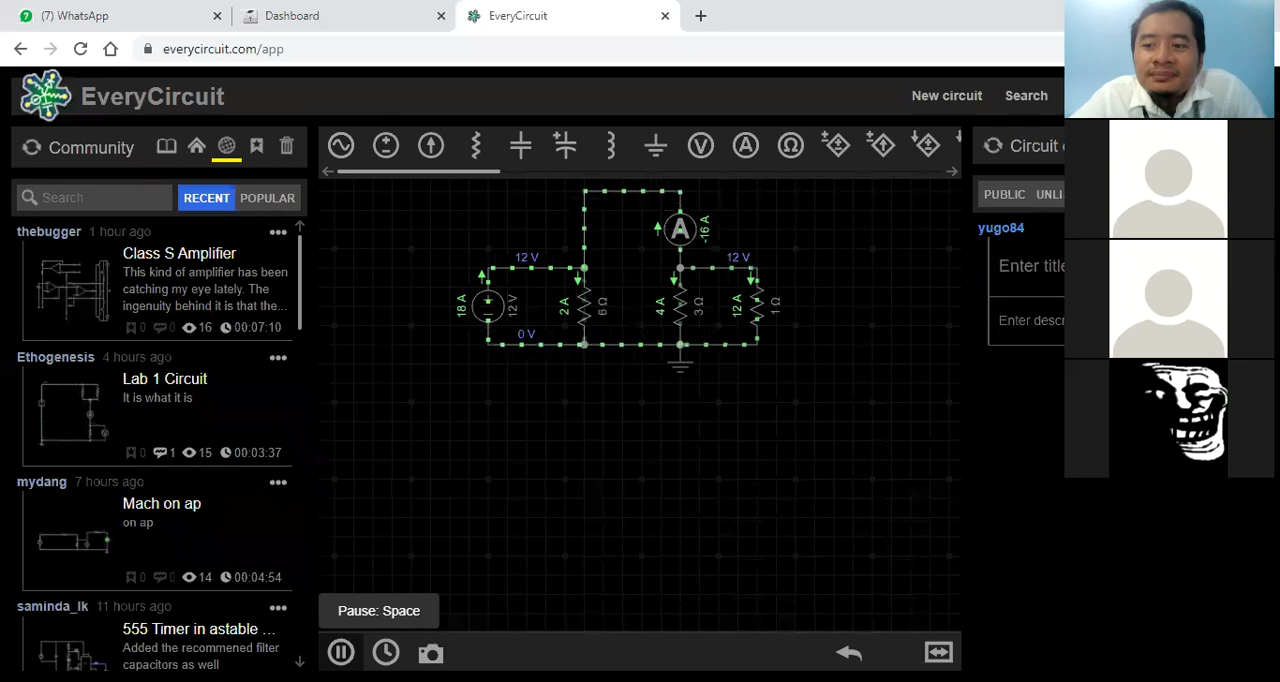 (7) WhatsApp
Dashboard
EveryCircuit
everycircuit.com/app
EveryCircuit
New circuit
Search
Community
Search
RECENT
POPULAR
thebugger 1 hour ago
Class S Amplifier
This kind of amplifier has been
catching my eye lately. The
ingenuity behind it is that the...
0 0 16 00:07:10
Ethogenesis 4 hours ago
Lab 1 Circuit
It is what it is
0 1 15 00:03:37
mydang 7 hours ago
Mach on ap
on ap
0 0 14 00:04:54
saminda_lk 11 hours ago
555 Timer in astable ...
Added the recommened filter
capacitors as well
V
A
Ω
A
-16 A
12 V
12 V
18 A
12 V
2 A
6 Ω
4 A
3 Ω
12 A
1 Ω
0 V
Pause: Space
Circuit
PUBLIC
UNLI
yugo84
Enter title
Enter descr